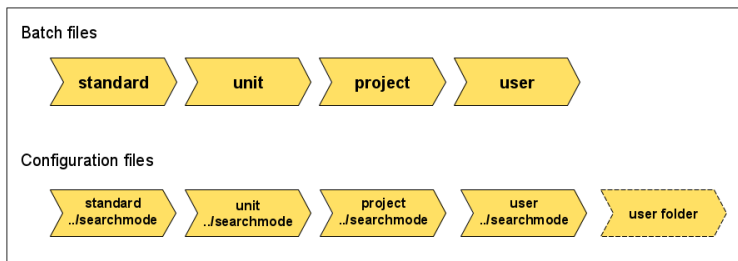 Batch files
standard
unit
project
user
Configuration files
standard
../searchmode
unit
../searchmode
project
../searchmode
user
../searchmode
user folder